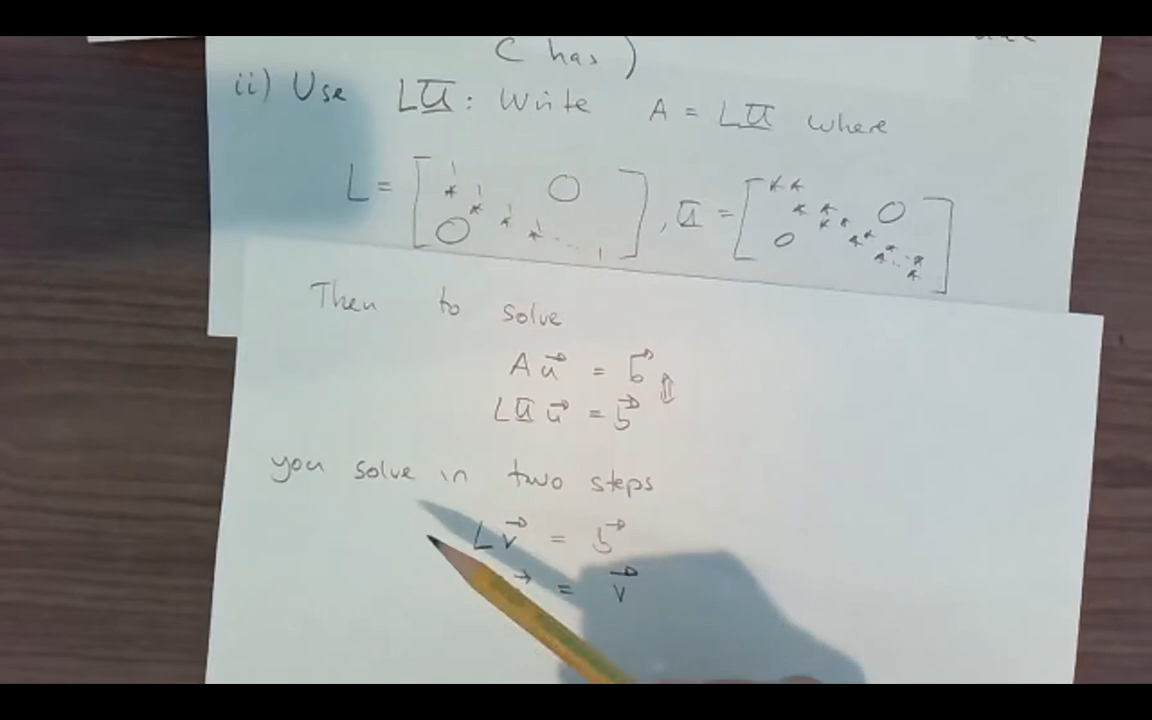 (has)
ii) Use LU: Write A = LU where
L = [ 1 * 1 * 1 * * ... 1 0 0 ], U = [ * * * * * * * * * ... * * 0 0 ]
Then to solve
A u⃗ = b⃗ ⇕
L U u⃗ = b⃗
you solve in two steps
L v⃗ = b⃗
= v⃗